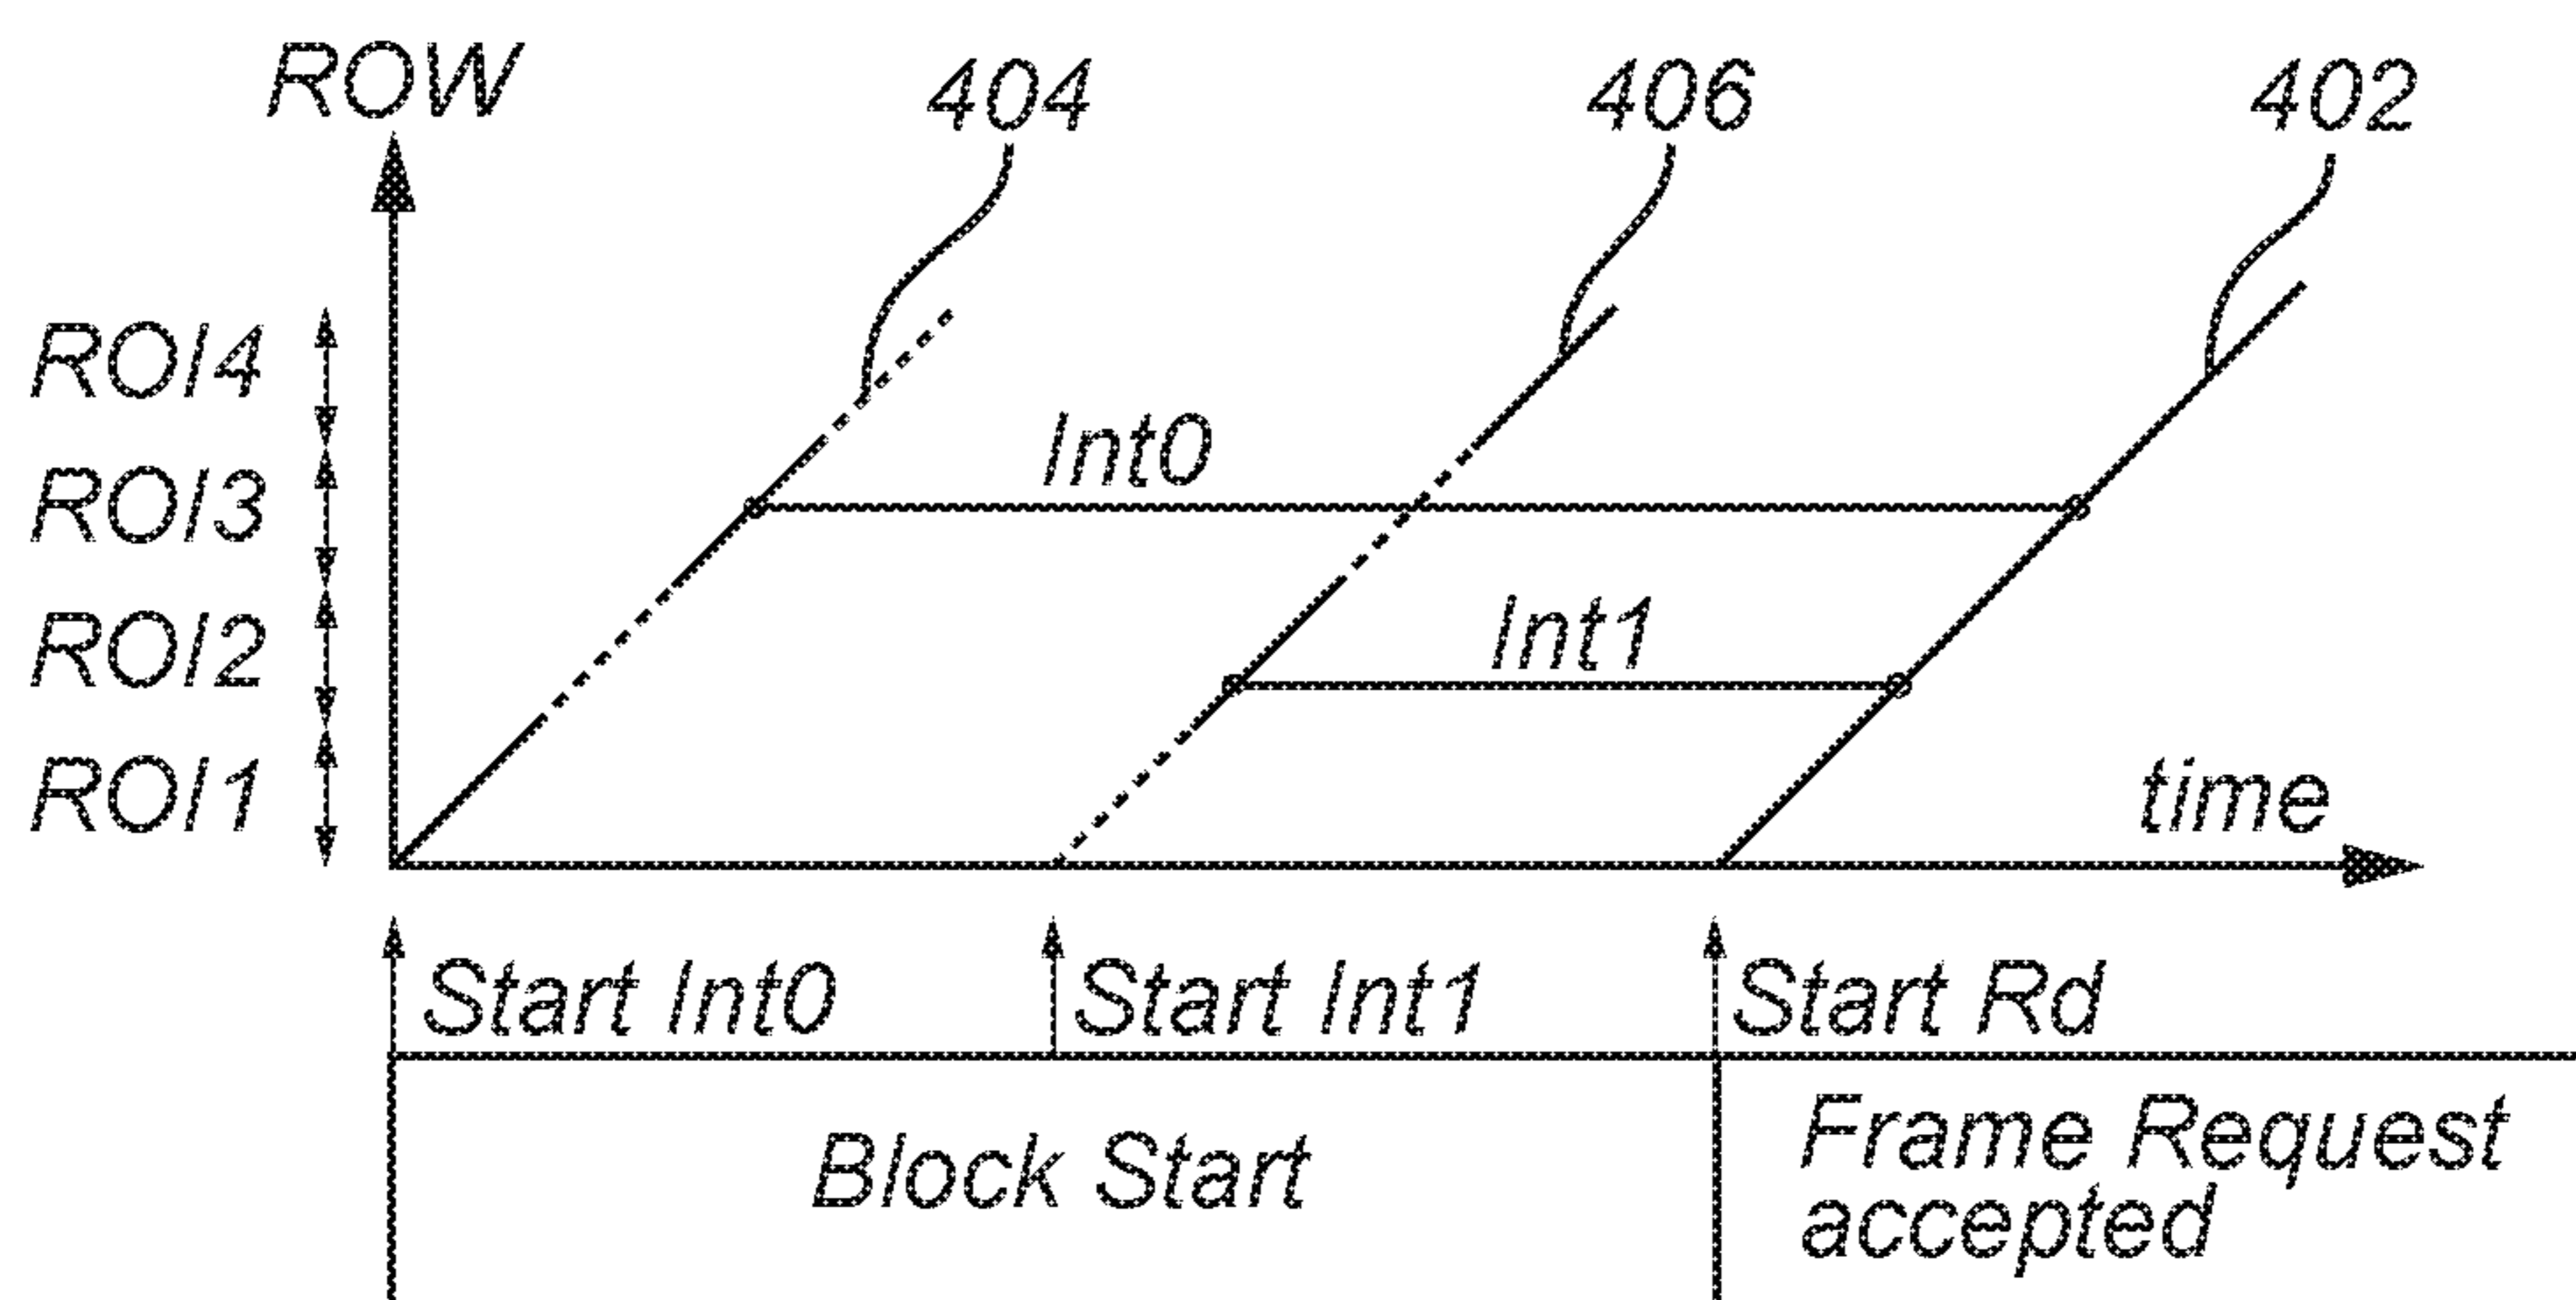 ROW
404
406
402
ROI4
Int0
ROI3
ROI2
Int1
ROI1
time
Start Int0
Start Int1
Start Rd
Block Start
Frame Request
accepted